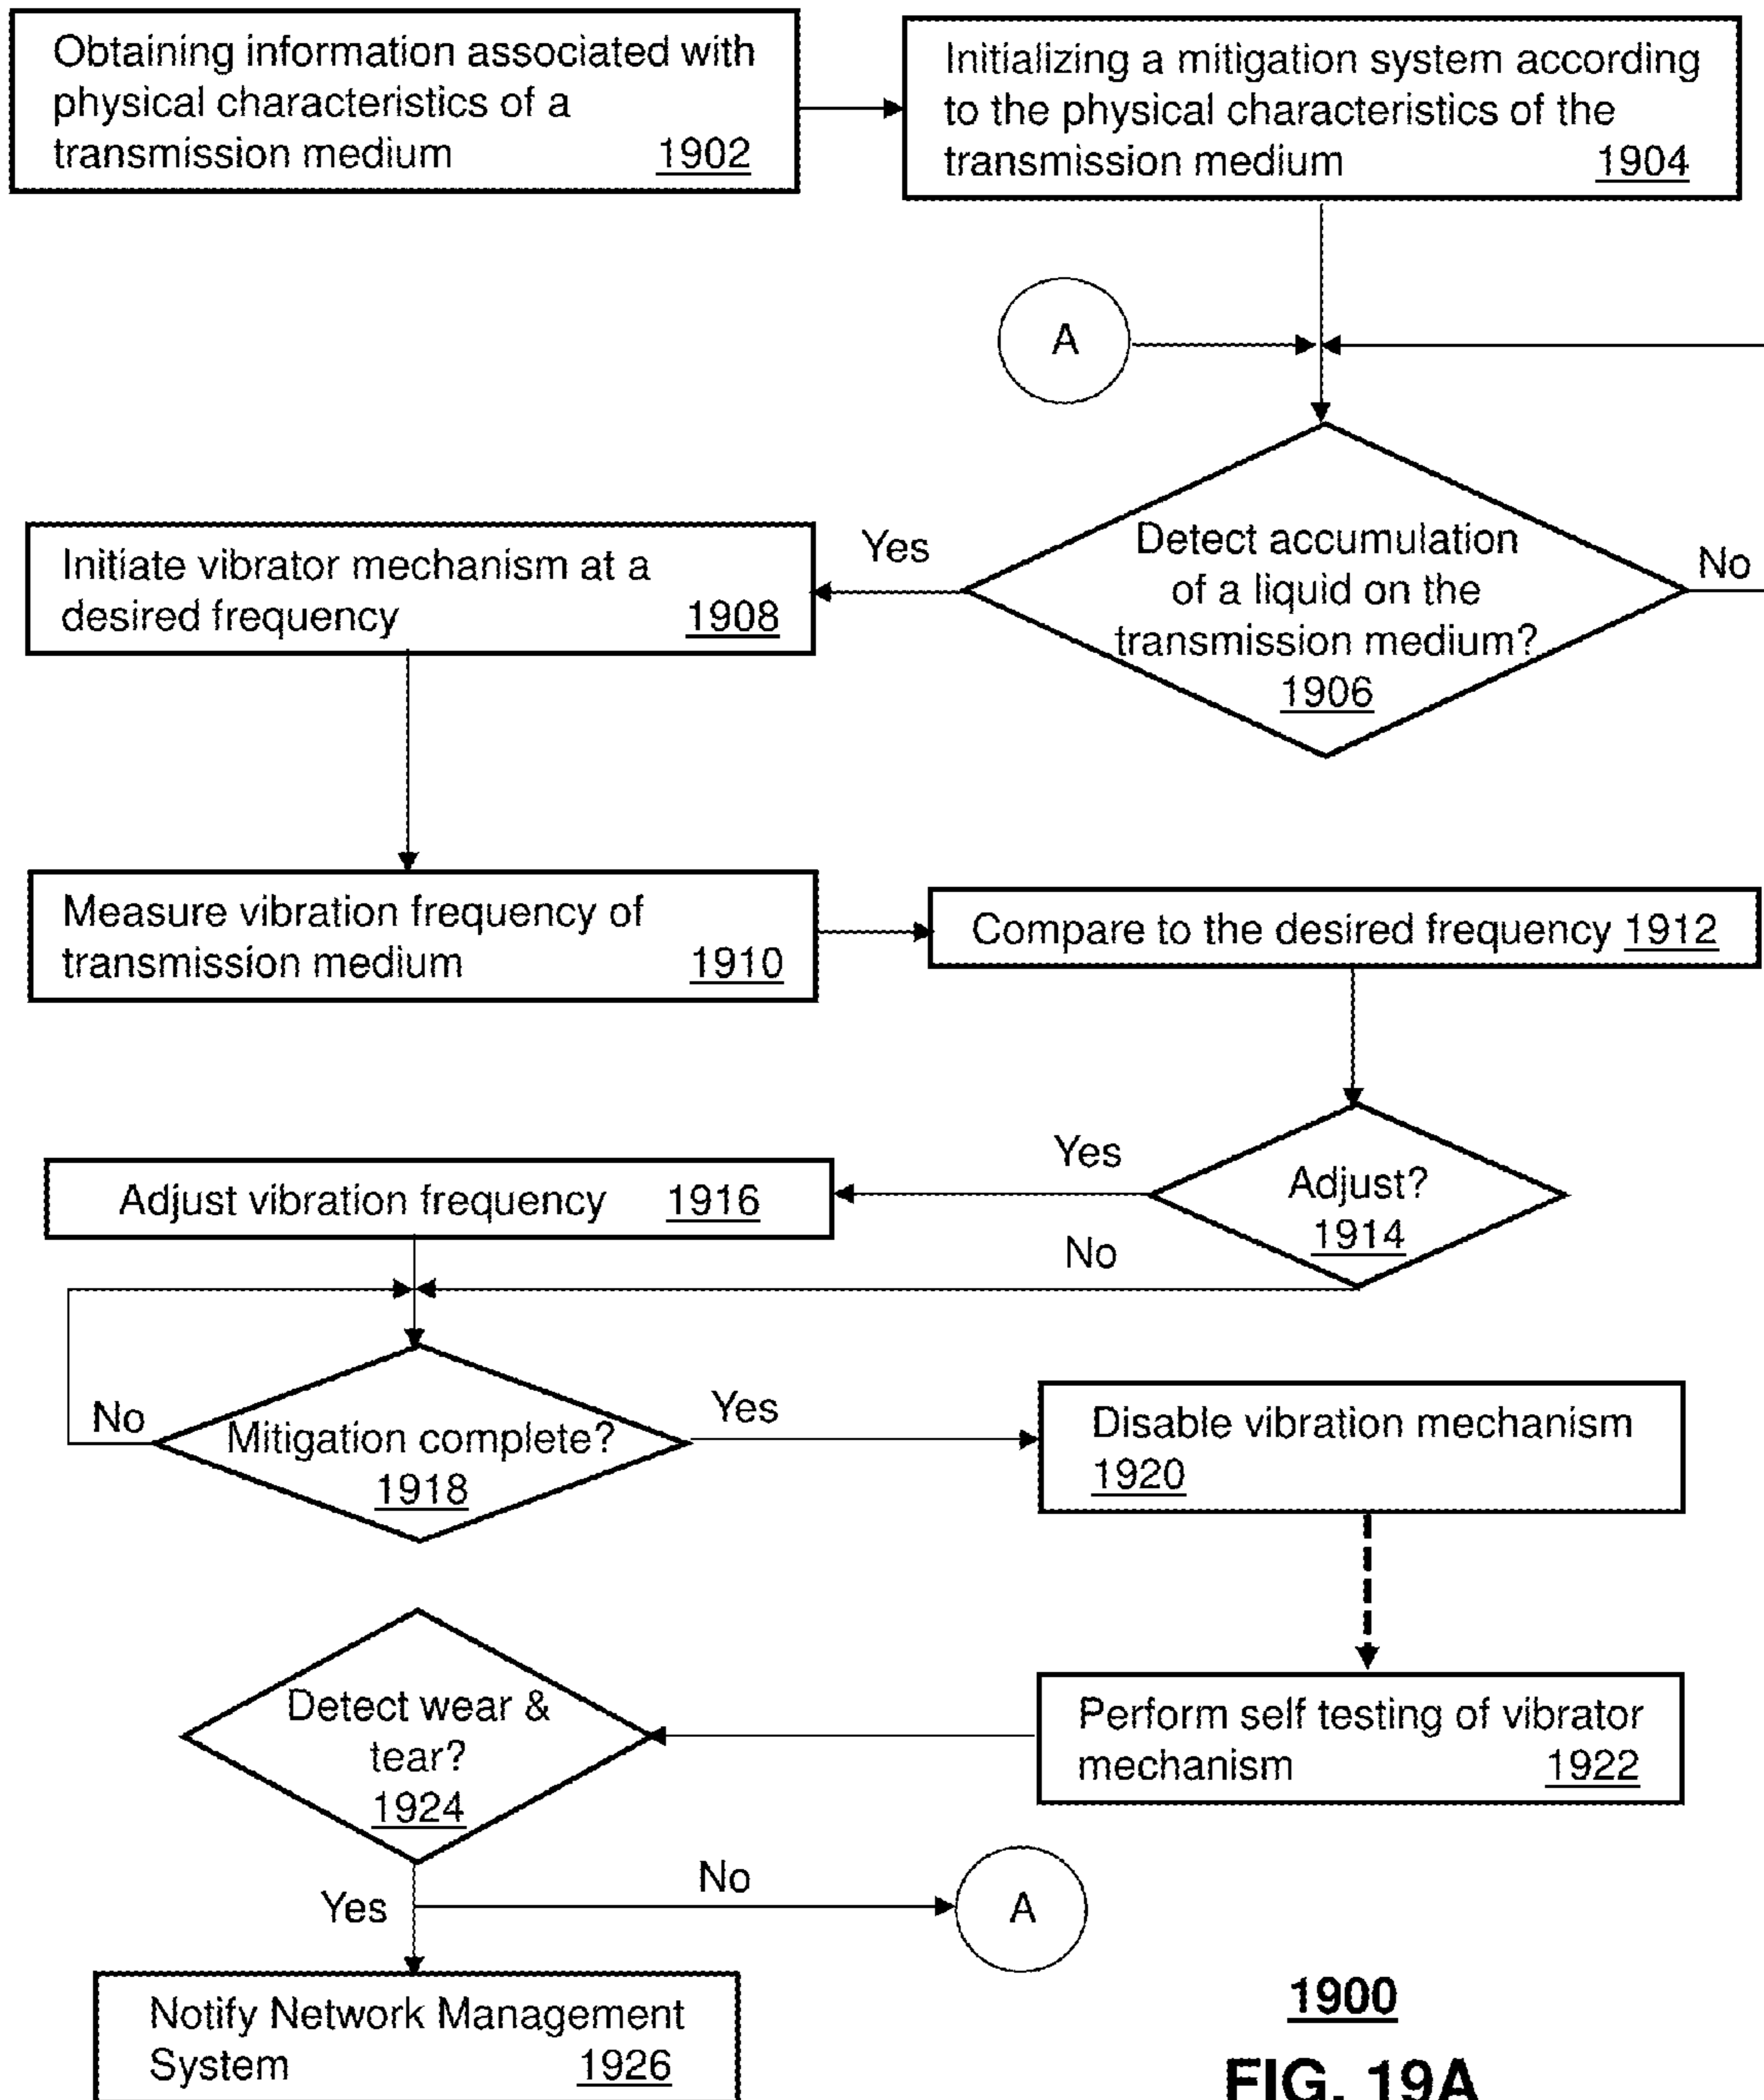 Obtaining information associated with
physical characteristics of a
transmission medium 1902
Initializing a mitigation system according
to the physical characteristics of the
transmission medium 1904
A
Detect accumulation
of a liquid on the
transmission medium?
1906
Yes
No
Initiate vibrator mechanism at a
desired frequency 1908
Measure vibration frequency of
transmission medium 1910
Compare to the desired frequency 1912
Adjust?
1914
Yes
No
Adjust vibration frequency 1916
Mitigation complete?
1918
No
Yes
Disable vibration mechanism
1920
Perform self testing of vibrator
mechanism 1922
Detect wear &
tear?
1924
No
A
Yes
Notify Network Management
System 1926
1900
FIG. 19A